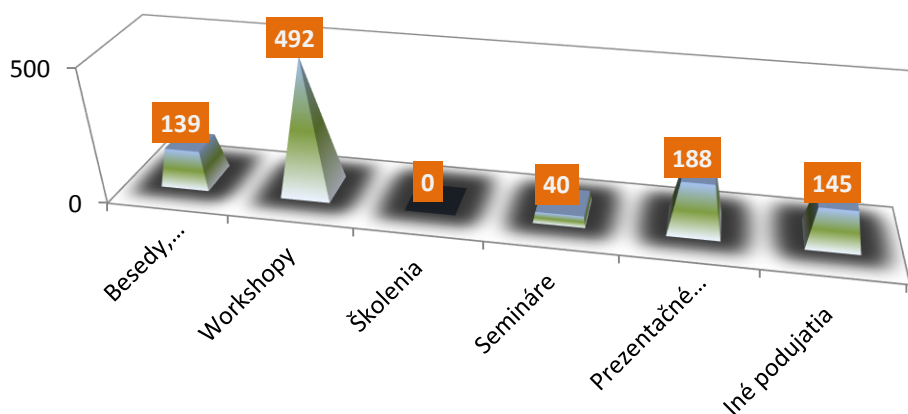 500
0
139
492
0
40
188
145
Besedy,...
Workshopy
Školenia
Semináre
Prezentačné...
Iné podujatia